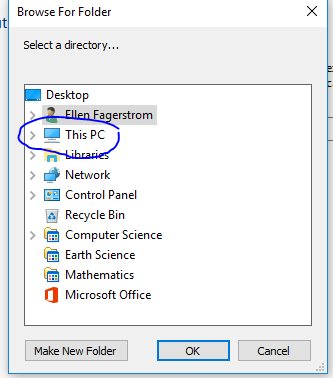 Browse For Folder
Select a directory...
Desktop
Ellen Fagerstrom
This PC
Libraries
Network
Control Panel
Recycle Bin
Computer Science
Earth Science
Mathematics
Microsoft Office
Make New Folder
OK
Cancel